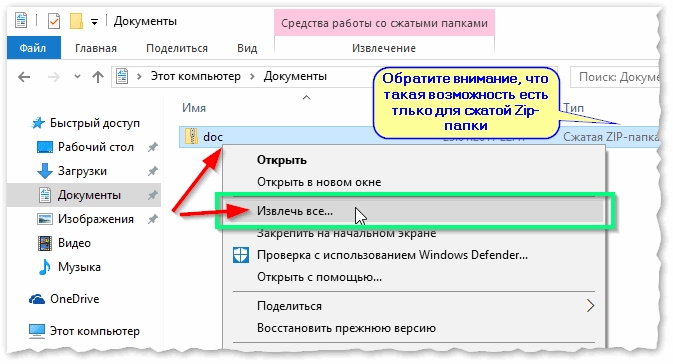 Документы
Средства работы со сжатыми папками
Файл
Главная
Поделиться
Вид
Извлечение
Этот компьютер
Документы
Поиск: Докуме
Обратите внимание, что
такая возможность есть
тлько для сжатой Zip-
папки
Имя
Тип
Быстрый доступ
doc
Сжатая ZIP-папка
Рабочий стол
Загрузки
Документы
Изображения
Видео
Музыка
OneDrive
Этот компьютер
Открыть
Открыть в новом окне
Извлечь все...
Закрепить на начальном экране
Проверка с использованием Windows Defender...
Открыть с помощью...
Поделиться
Восстановить прежнюю версию